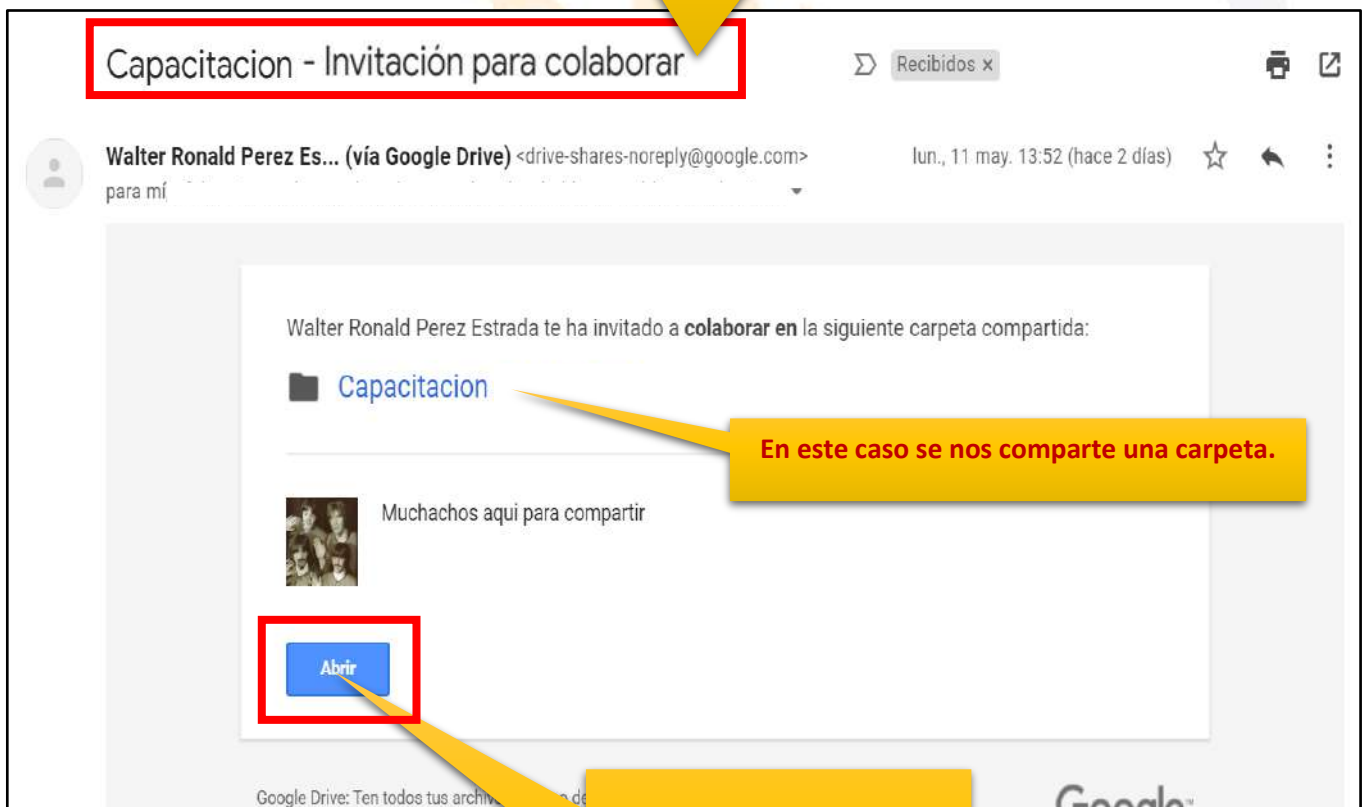 Capacitacion - Invitación para colaborar
Recibidos x
Walter Ronald Perez Es... (vía Google Drive) <drive-shares-noreply@google.com>
lun., 11 may. 13:52 (hace 2 días)
para mí
Walter Ronald Perez Estrada te ha invitado a colaborar en la siguiente carpeta compartida:
Capacitacion
En este caso se nos comparte una carpeta.
Muchachos aqui para compartir
Abrir
Google Drive: Ten todos tus
Google